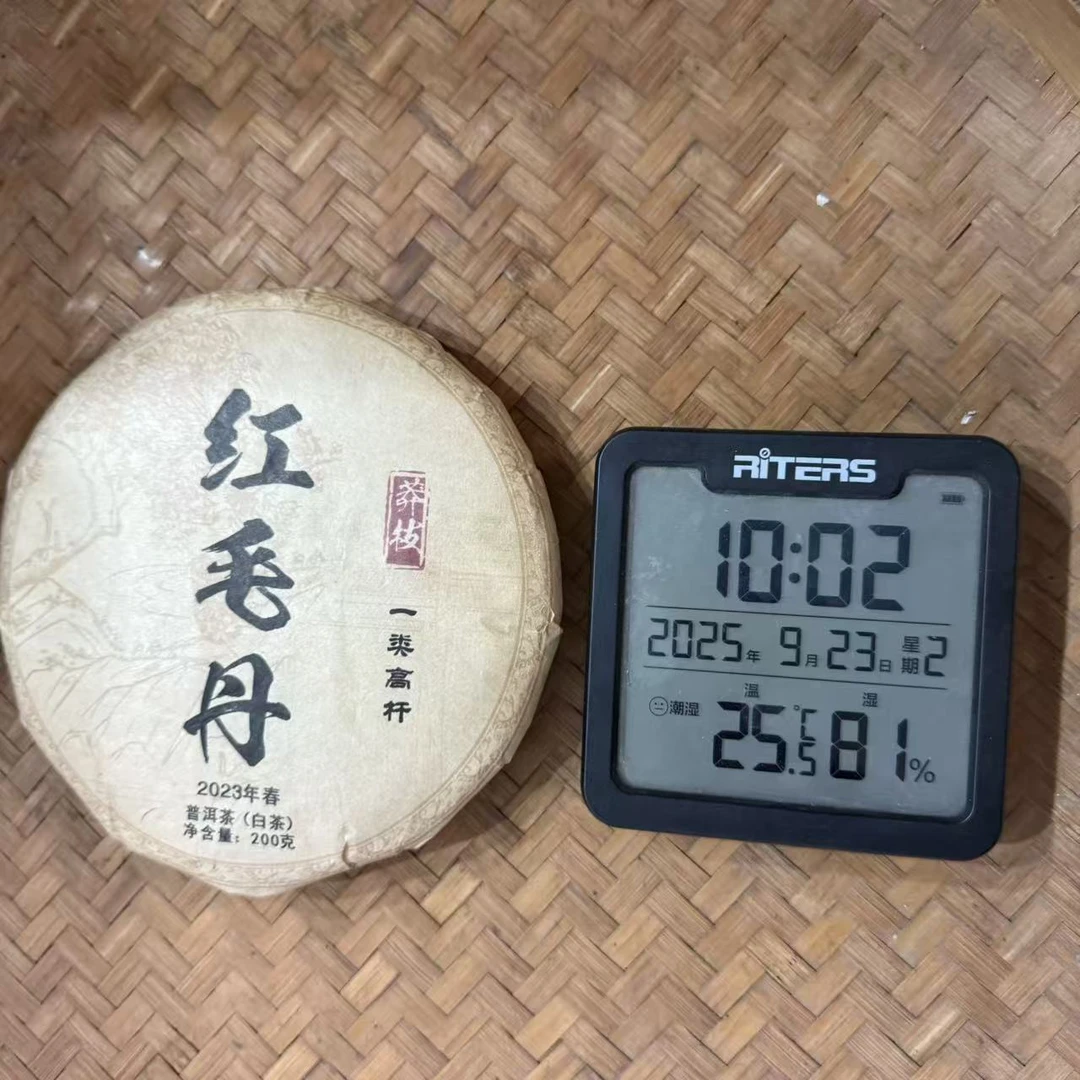 红毛丹
莽枝
一类高杆
2023年春
普洱茶（白茶）
净含量：200克
RITERS
10:02
2025年 9月23日 星期2
温 湿
潮湿 25.5℃ 81%